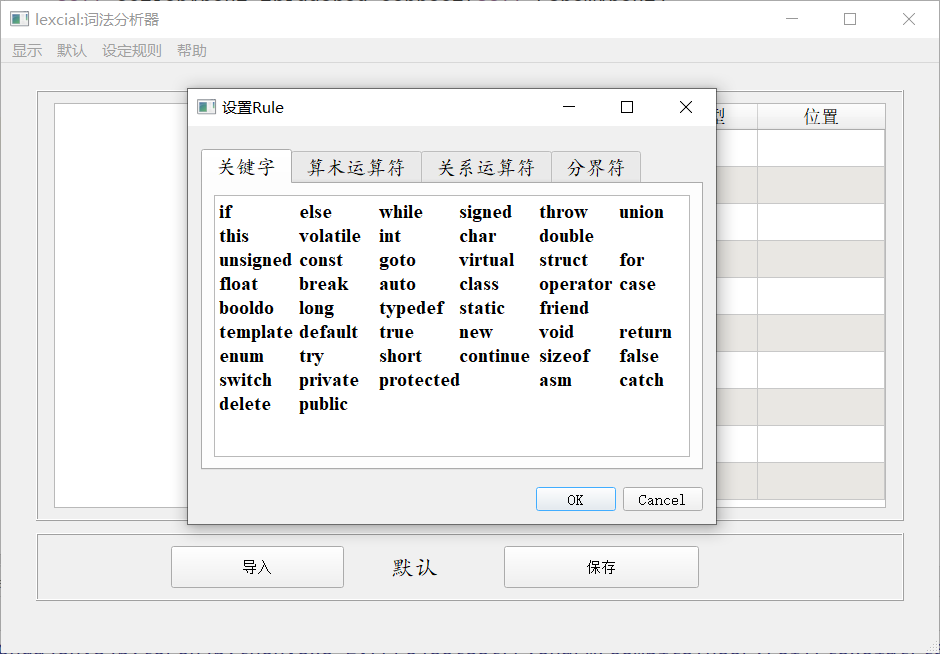 lexcial:词法分析器
显示 默认 设定规则 帮助
设置Rule
型 位置
关键字 算术运算符 关系运算符 分界符
if else while signed throw union
this volatile int char double
unsigned const goto virtual struct for
float break auto class operator case
booldo long typedef static friend
template default true new void return
enum try short continue sizeof false
switch private protected asm catch
delete public
OK Cancel
导入 默认 保存